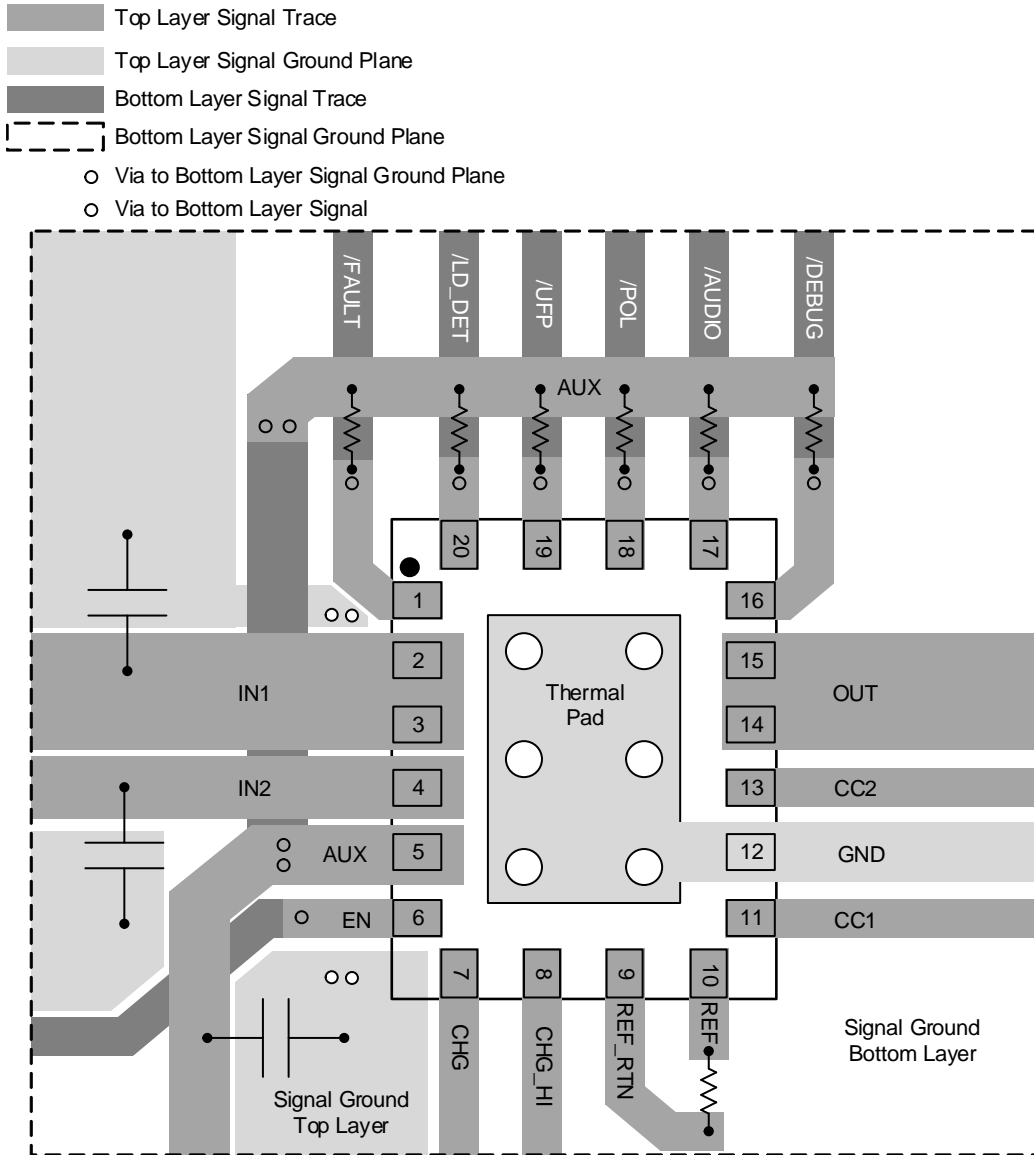 Top Layer Signal Trace
Top Layer Signal Ground Plane
Bottom Layer Signal Trace
Bottom Layer Signal Ground Plane
Via to Bottom Layer Signal Ground Plane
Via to Bottom Layer Signal
/FAULT
/LD_DET
/UFP
/POL
/AUDIO
/DEBUG
AUX
20
19
18
17
1
16
2
15
IN1
Thermal
Pad
OUT
3
14
IN2
4
13
CC2
AUX
5
12
GND
EN
6
11
CC1
7
8
9
10
CHG
CHG_HI
REF_RTN
REF
Signal Ground
Bottom Layer
Signal Ground
Top Layer